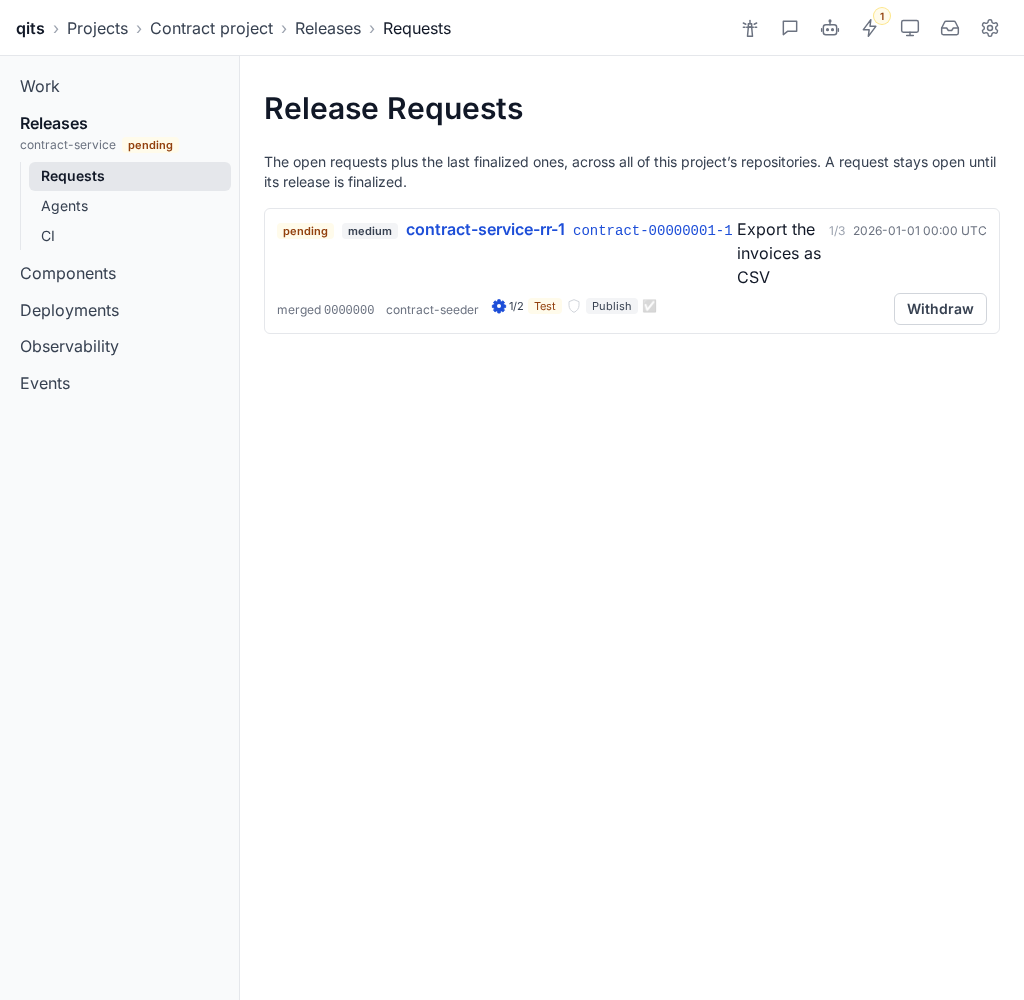 qits › Projects › Contract project › Releases › Requests
1
Work
Releases
contract-service pending
Requests
Agents
CI
Components
Deployments
Observability
Events
Release Requests
The open requests plus the last finalized ones, across all of this project’s repositories. A request stays open until
its release is finalized.
pending medium contract-service-rr-1 contract-00000001-1 Export the 1/3 2026-01-01 00:00 UTC
invoices as
CSV
merged 0000000 contract-seeder 1/2 Test Publish Withdraw